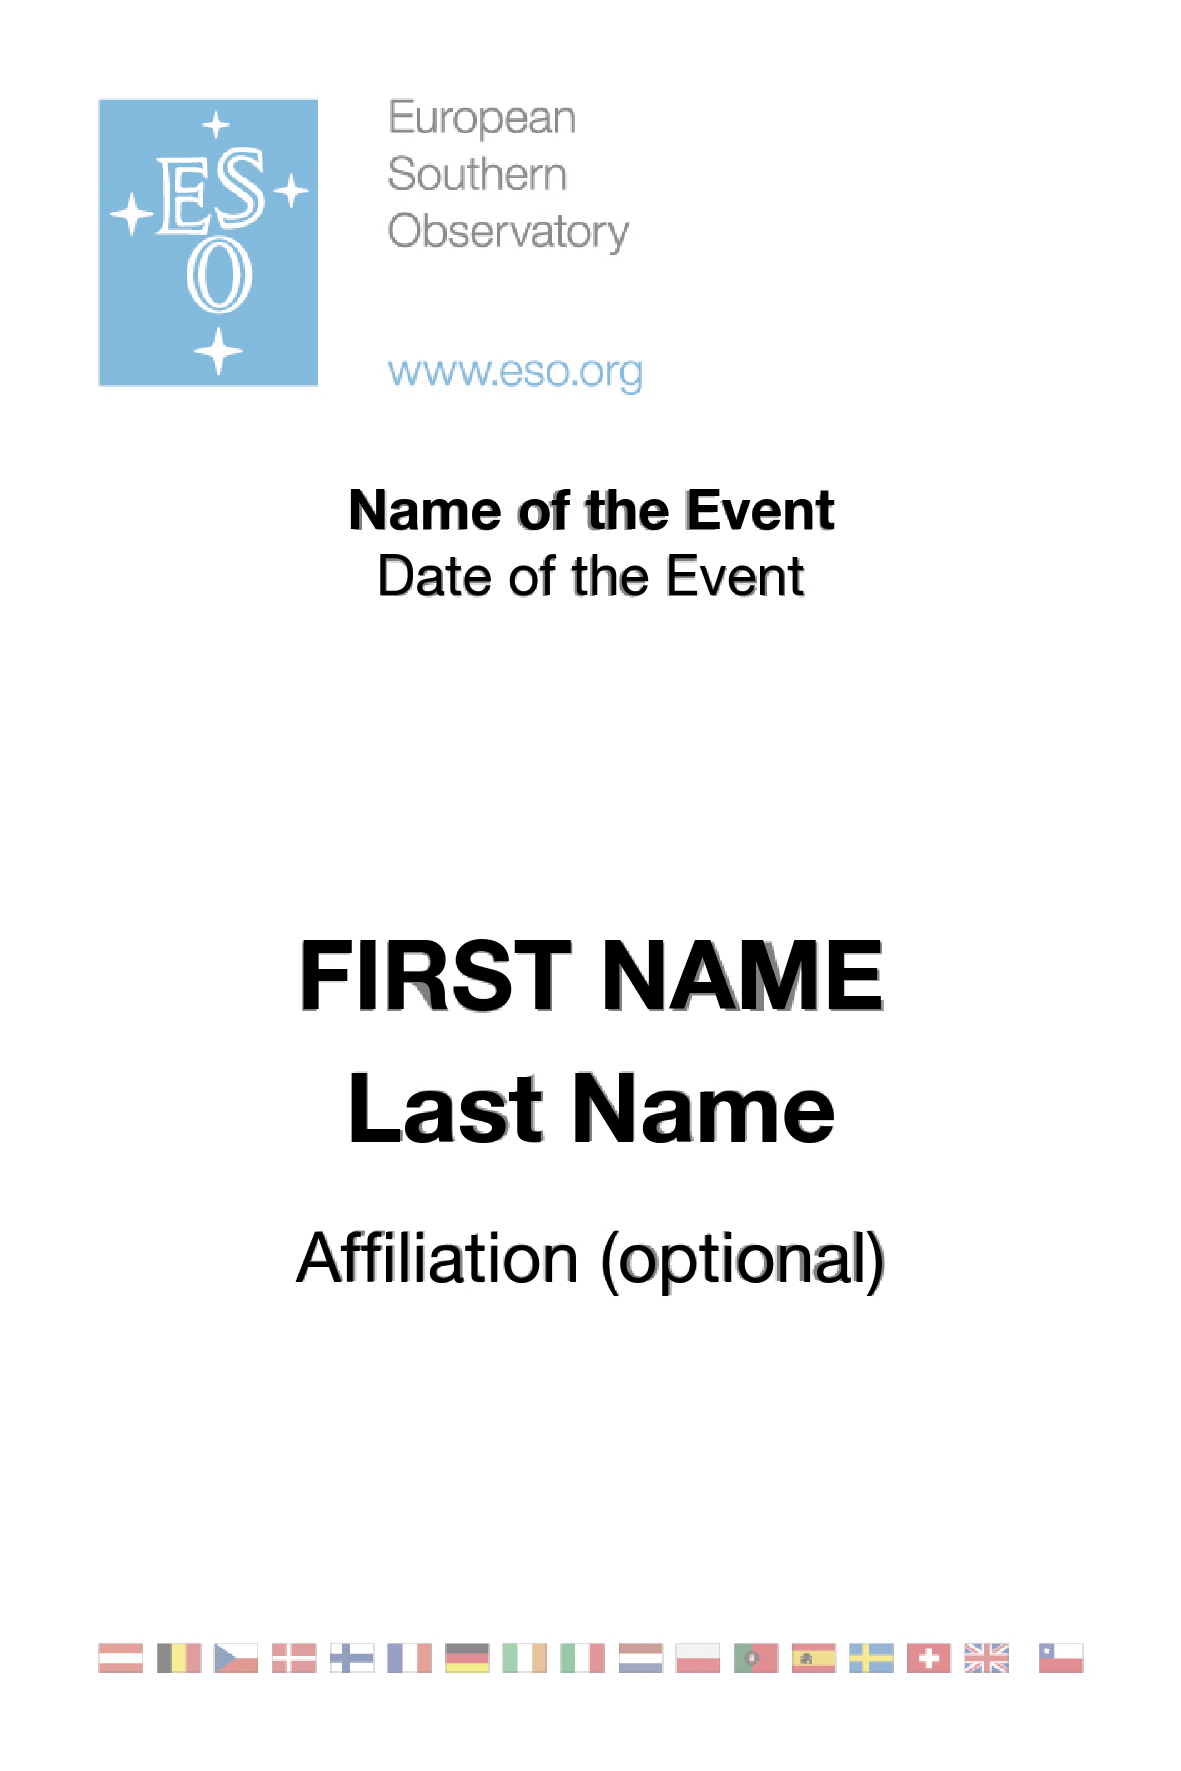 ESO
European
Southern
Observatory
www.eso.org
Name of the Event
Date of the Event
FIRST NAME
Last Name
Affiliation (optional)